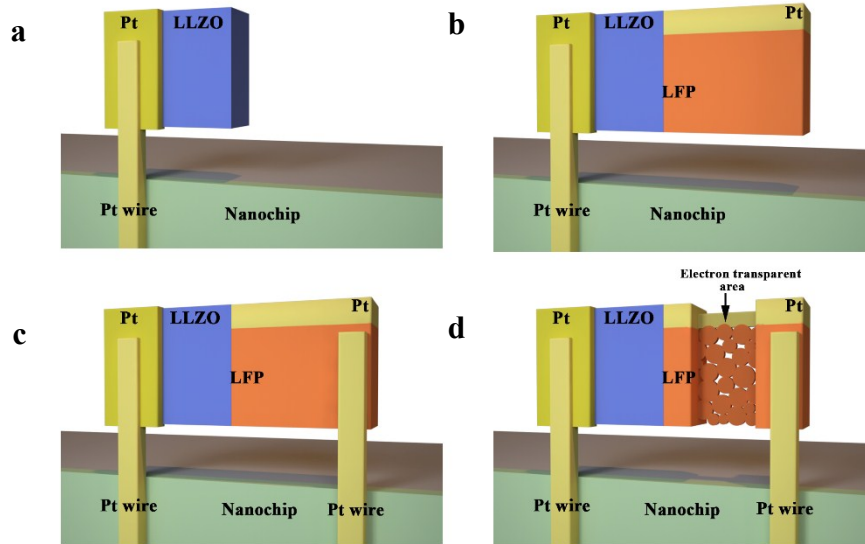 a
Pt
LLZO
Pt wire
Nanochip
b
Pt
LLZO
Pt
LFP
Pt wire
Nanochip
c
Pt
LLZO
Pt
LFP
Pt wire
Nanochip
Pt wire
Electron transparent
area
d
Pt
LLZO
Pt
LFP
Pt wire
Nanochip
Pt wire